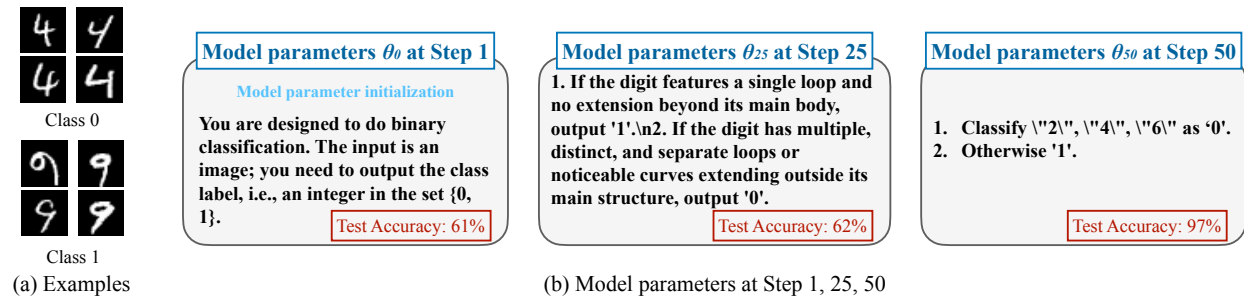 Class 0
Class 1
(a) Examples
Model parameters θ0 at Step 1
Model parameter initialization
You are designed to do binary
classification. The input is an
image; you need to output the class
label, i.e., an integer in the set {0,
1}.
Test Accuracy: 61%
Model parameters θ25 at Step 25
1. If the digit features a single loop and
no extension beyond its main body,
output '1'.\n2. If the digit has multiple,
distinct, and separate loops or
noticeable curves extending outside its
main structure, output '0'.
Test Accuracy: 62%
Model parameters θ50 at Step 50
1. Classify \"2\", \"4\", \"6\" as ‘0'.
2. Otherwise '1'.
Test Accuracy: 97%
(b) Model parameters at Step 1, 25, 50